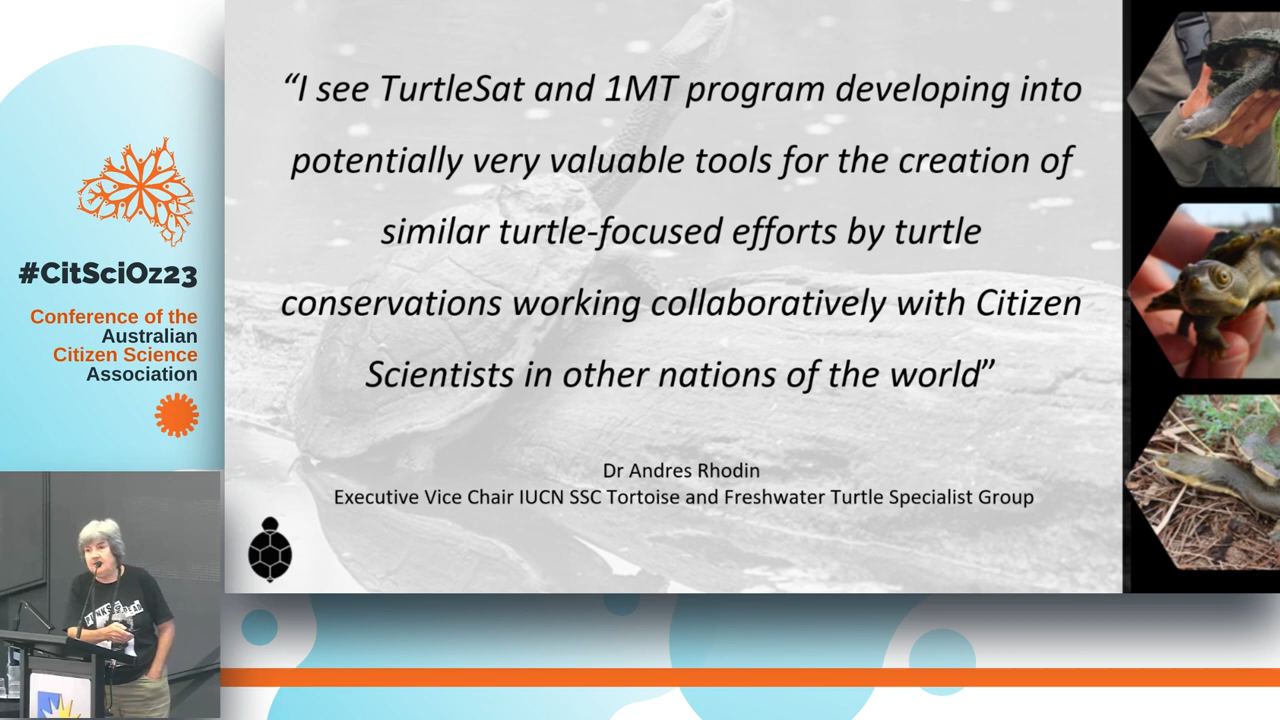 “I see TurtleSat and 1MT program developing into
potentially very valuable tools for the creation of
similar turtle-focused efforts by turtle
conservations working collaboratively with Citizen
Scientists in other nations of the world”
Dr Andres Rhodin
Executive Vice Chair IUCN SSC Tortoise and Freshwater Turtle Specialist Group
#CitSciOz23
Conference of the
Australian
Citizen Science
Association